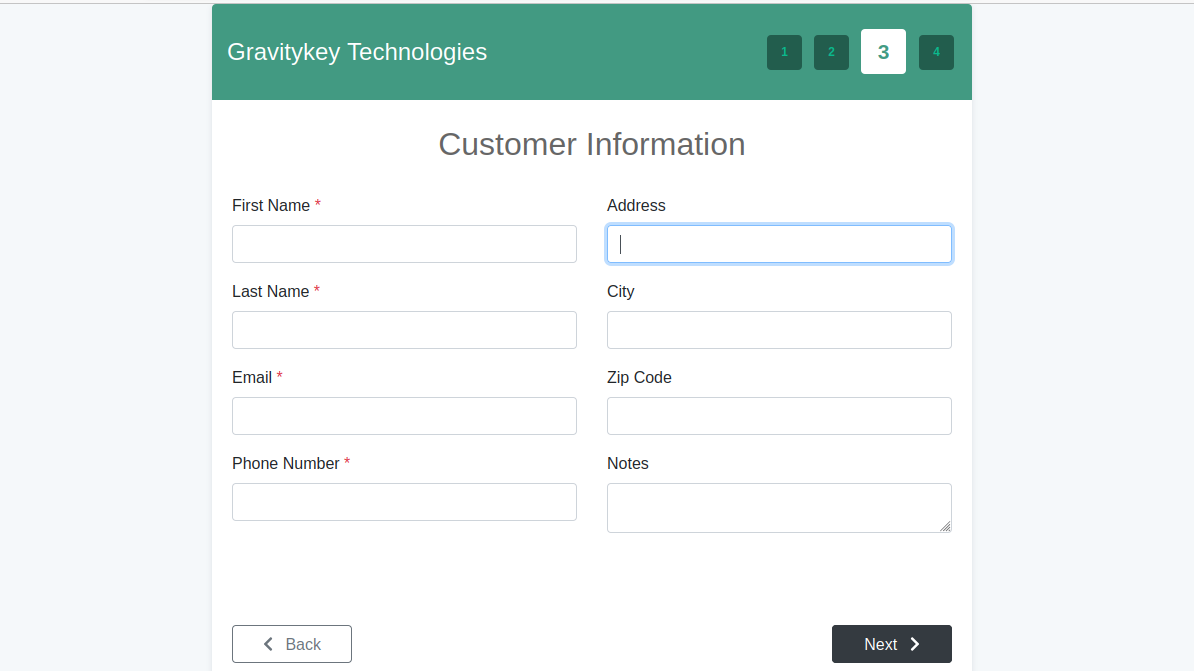 Gravitykey Technologies
1 2 3 4
Customer Information
First Name *
Address
Last Name *
City
Email *
Zip Code
Phone Number *
Notes
Back
Next